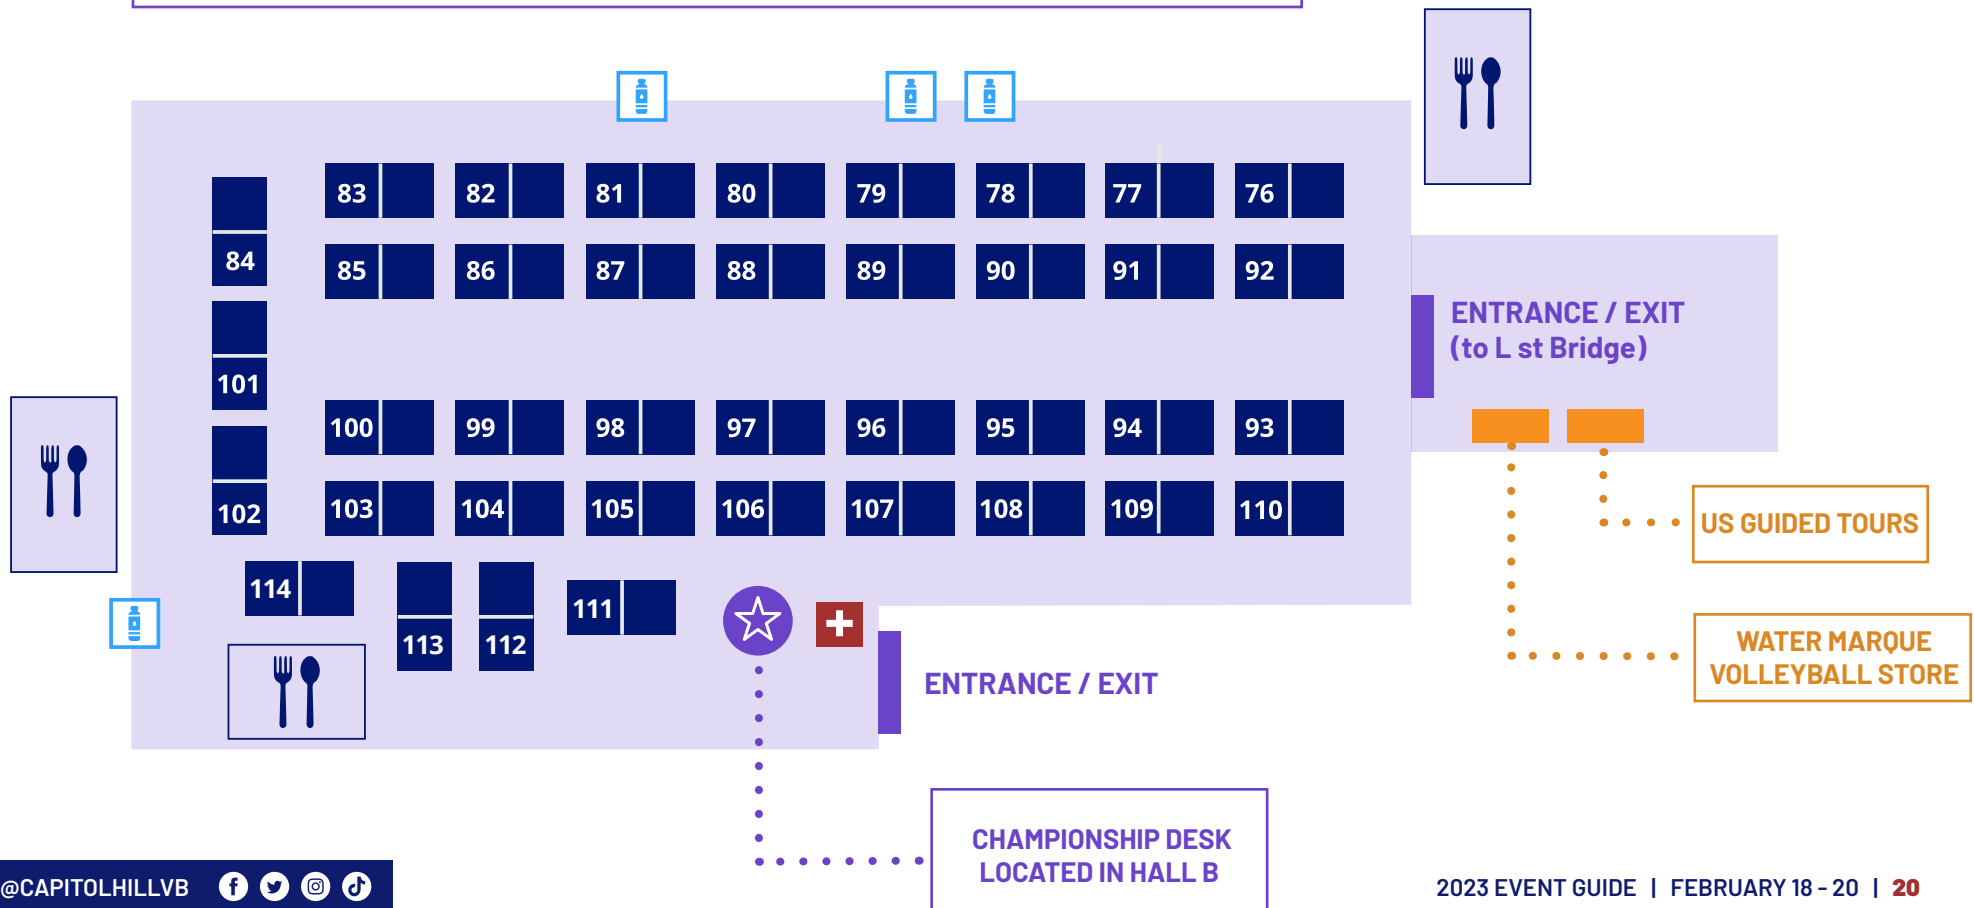 83 82 81 80 79 78 77 76
84
85 86 87 88 89 90 91 92
ENTRANCE / EXIT
(to L st Bridge)
101
100 99 98 97 96 95 94 93
102
103 104 105 106 107 108 109 110
US GUIDED TOURS
114
113 112
111
WATER MARQUE
VOLLEYBALL STORE
ENTRANCE / EXIT
CHAMPIONSHIP DESK
LOCATED IN HALL B
@CAPITOLHILLVB
2023 EVENT GUIDE | FEBRUARY 18 - 20 | 20